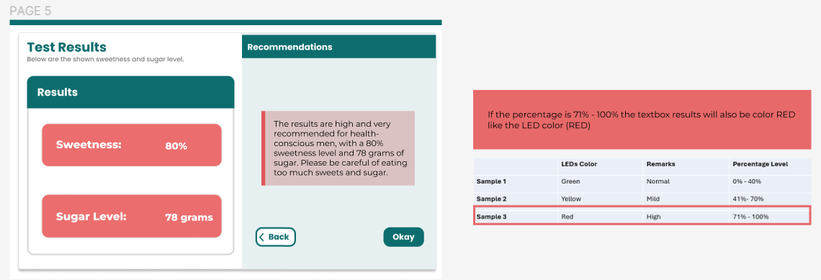 PAGE 5
Test Results
Below are the shown sweetness and sugar level.
Results
Sweetness: 80%
Sugar Level: 78 grams
Recommendations
The results are high and very
recommended for health-
conscious men, with a 80%
sweetness level and 78 grams of
sugar. Please be careful of eating
too much sweets and sugar.
Back
Okay
If the percentage is 71% - 100% the textbox results will also be color RED
like the LED color (RED)
LEDs Color Remarks Percentage Level
Sample 1 Green Normal 0% - 40%
Sample 2 Yellow Mild 41%- 70%
Sample 3 Red High 71% - 100%